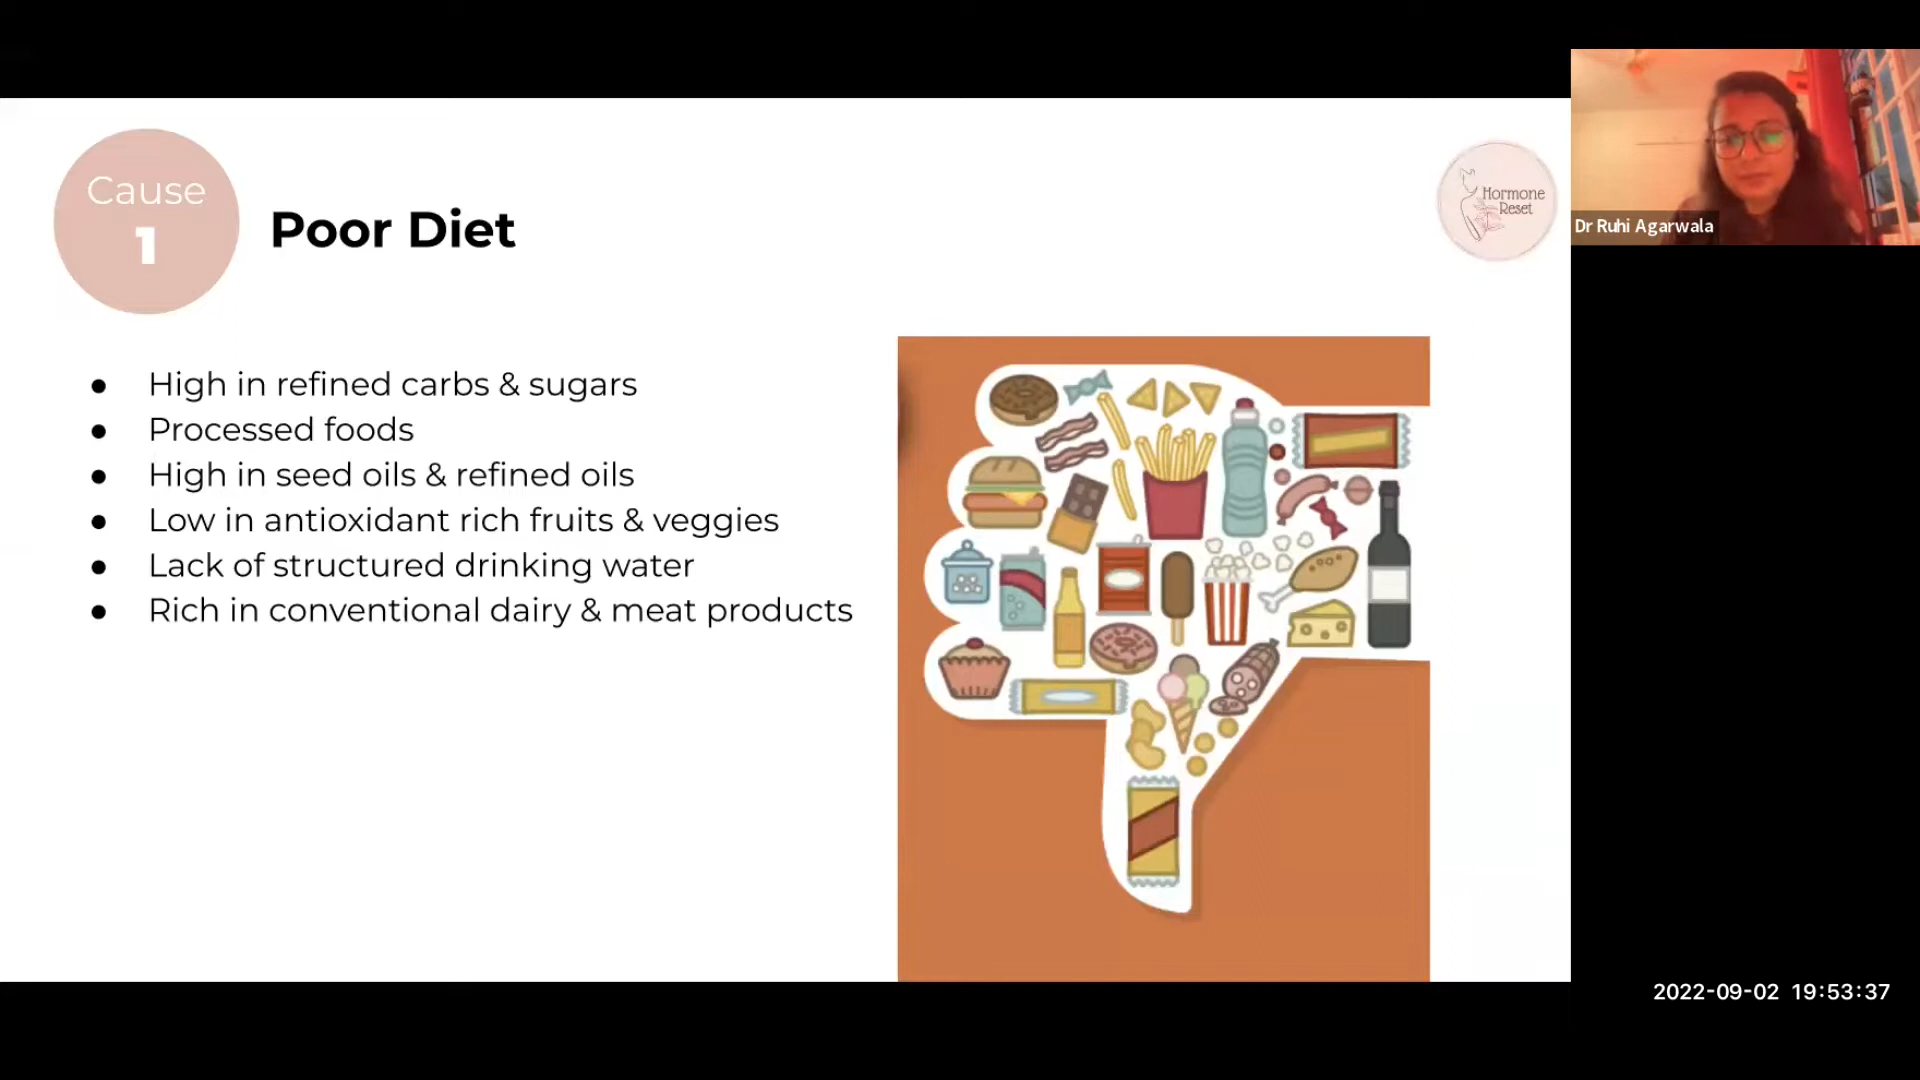 Cause
1
Poor Diet
Hormone
Reset
Dr Ruhi Agarwala
● High in refined carbs & sugars
● Processed foods
● High in seed oils & refined oils
● Low in antioxidant rich fruits & veggies
● Lack of structured drinking water
● Rich in conventional dairy & meat products
2022-09-02 19:53:37